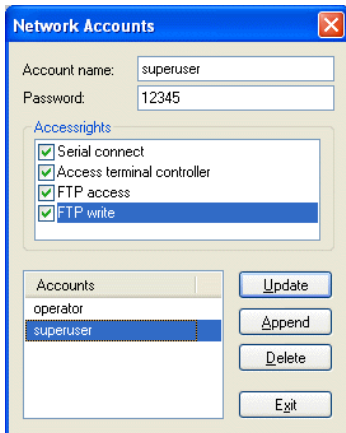 Network Accounts
Account name: superuser
Password: 12345
Accessrights
Serial connect
Access terminal controller
FTP access
FTP write
Accounts
operator
superuser
Update
Append
Delete
Exit